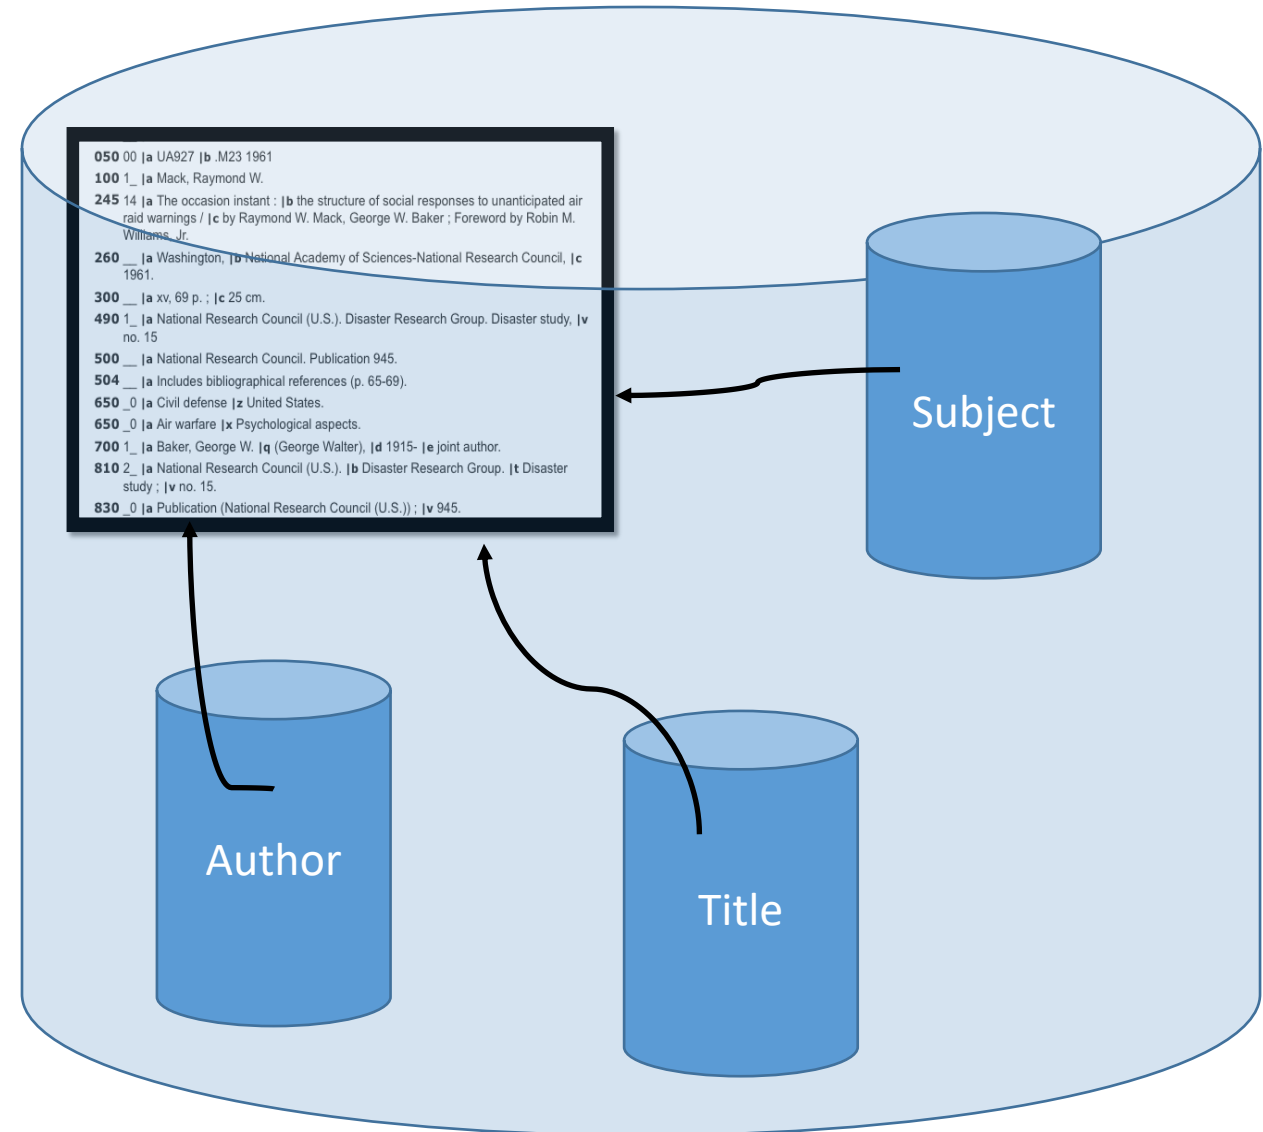 050 00 |a UA927 |b .M23 1961
100 1_ |a Mack, Raymond W.
245 14 |a The occasion instant : |b the structure of social responses to unanticipated air
raid warnings / |c by Raymond W. Mack, George W. Baker ; Foreword by Robin M.
Williams, Jr.
260 __ |a Washington, |b National Academy of Sciences-National Research Council, |c
1961.
300 __ |a xv, 69 p. ; |c 25 cm.
490 1_ |a National Research Council (U.S.). Disaster Research Group. Disaster study, |v
no. 15
500 __ |a National Research Council. Publication 945.
504 __ |a Includes bibliographical references (p. 65-69).
650 _0 |a Civil defense |z United States.
650 _0 |a Air warfare |x Psychological aspects.
700 1_ |a Baker, George W. |q (George Walter), |d 1915- |e joint author.
810 2_ |a National Research Council (U.S.). |b Disaster Research Group. |t Disaster
study ; |v no. 15.
830 _0 |a Publication (National Research Council (U.S.)) ; |v 945.
Subject
Author
Title